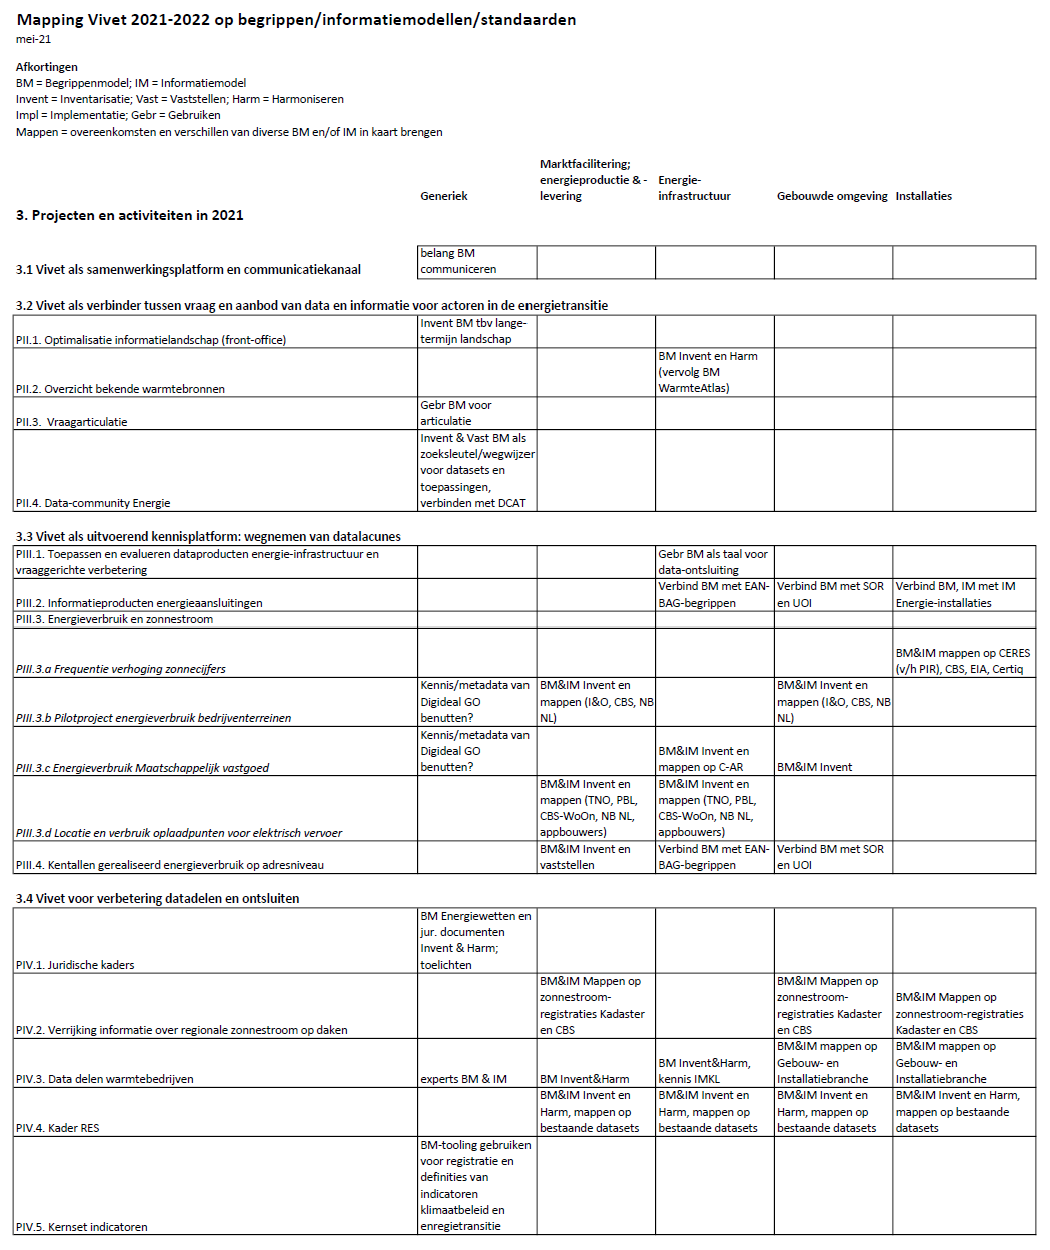 Mapping Vivet 2021-2022 op begrippen/informatiemodellen/standaarden
mei-21
Afkortingen
BM = Begrippenmodel; IM = Informatiemodel
Invent = Inventarisatie; Vast = Vaststellen; Harm = Harmoniseren
Impl = Implementatie; Gebr = Gebruiken
Mappen = overeenkomsten en verschillen van diverse BM en/of IM in kaart brengen
Generiek
Marktfacilitering;
energieproductie & -
levering
Energie-
infrastructuur
Gebouwde omgeving
Installaties
3. Projecten en activiteiten in 2021
3.1 Vivet als samenwerkingsplatform en communicatiekanaal
belang BM
communiceren
3.2 Vivet als verbinder tussen vraag en aanbod van data en informatie voor actoren in de energietransitie
PII.1. Optimalisatie informatielandschap (front-office)
Invent BM tbv lange-
termijn landschap
PII.2. Overzicht bekende warmtebronnen
BM Invent en Harm
(vervolg BM
WarmteAtlas)
PII.3.  Vraagarticulatie
Gebr BM voor
articulatie
PII.4. Data-community Energie
Invent & Vast BM als
zoeksleutel/wegwijzer
voor datasets en
toepassingen,
verbinden met DCAT
3.3 Vivet als uitvoerend kennisplatform: wegnemen van datalacunes
PIII.1. Toepassen en evalueren dataproducten energie-infrastructuur en
vraaggerichte verbetering
Gebr BM als taal voor
data-ontsluiting
PIII.2. Informatieproducten energieaansluitingen
Verbind BM met EAN-
BAG-begrippen
Verbind BM met SOR
en UOI
Verbind BM, IM met IM
Energie-installaties
PIII.3. Energieverbruik en zonnestroom
PIII.3.a Frequentie verhoging zonnecijfers
BM&IM mappen op CERES
(v/h PIR), CBS, EIA, Certiq
PIII.3.b Pilotproject energieverbruik bedrijventerreinen
Kennis/metadata van
Digideal GO
benutten?
BM&IM Invent en
mappen (I&O, CBS, NB
NL)
BM&IM Invent en
mappen (I&O, CBS, NB
NL)
PIII.3.c Energieverbruik Maatschappelijk vastgoed
Kennis/metadata van
Digideal GO
benutten?
BM&IM Invent en
mappen op C-AR
BM&IM Invent
PIII.3.d Locatie en verbruik oplaadpunten voor elektrisch vervoer
BM&IM Invent en
mappen (TNO, PBL,
CBS-WoOn, NB NL,
appbouwers)
BM&IM Invent en
mappen (TNO, PBL,
CBS-WoOn, NB NL,
appbouwers)
PIII.4. Kentallen gerealiseerd energieverbruik op adresniveau
BM&IM Invent en
vaststellen
Verbind BM met EAN-
BAG-begrippen
Verbind BM met SOR
en UOI
3.4 Vivet voor verbetering datadelen en ontsluiten
PIV.1. Juridische kaders
BM Energiewetten en
jur. documenten
Invent & Harm;
toelichten
PIV.2. Verrijking informatie over regionale zonnestroom op daken
BM&IM Mappen op
zonnestroom-
registraties Kadaster
en CBS
BM&IM Mappen op
zonnestroom-
registraties Kadaster
en CBS
BM&IM Mappen op
zonnestroom-registraties
Kadaster en CBS
PIV.3. Data delen warmtebedrijven
experts BM & IM
BM Invent&Harm
BM Invent&Harm,
kennis IMKL
BM&IM mappen op
Gebouw- en
Installatiebranche
BM&IM mappen op
Gebouw- en
Installatiebranche
PIV.4. Kader RES
BM&IM Invent en
Harm, mappen op
bestaande datasets
BM&IM Invent en
Harm, mappen op
bestaande datasets
BM&IM Invent en
Harm, mappen op
bestaande datasets
BM&IM Invent en Harm,
mappen op bestaande
datasets
PIV.5. Kernset indicatoren
BM-tooling gebruiken
voor registratie en
definities van
indicatoren
klimaatbeleid en
enregietransitie